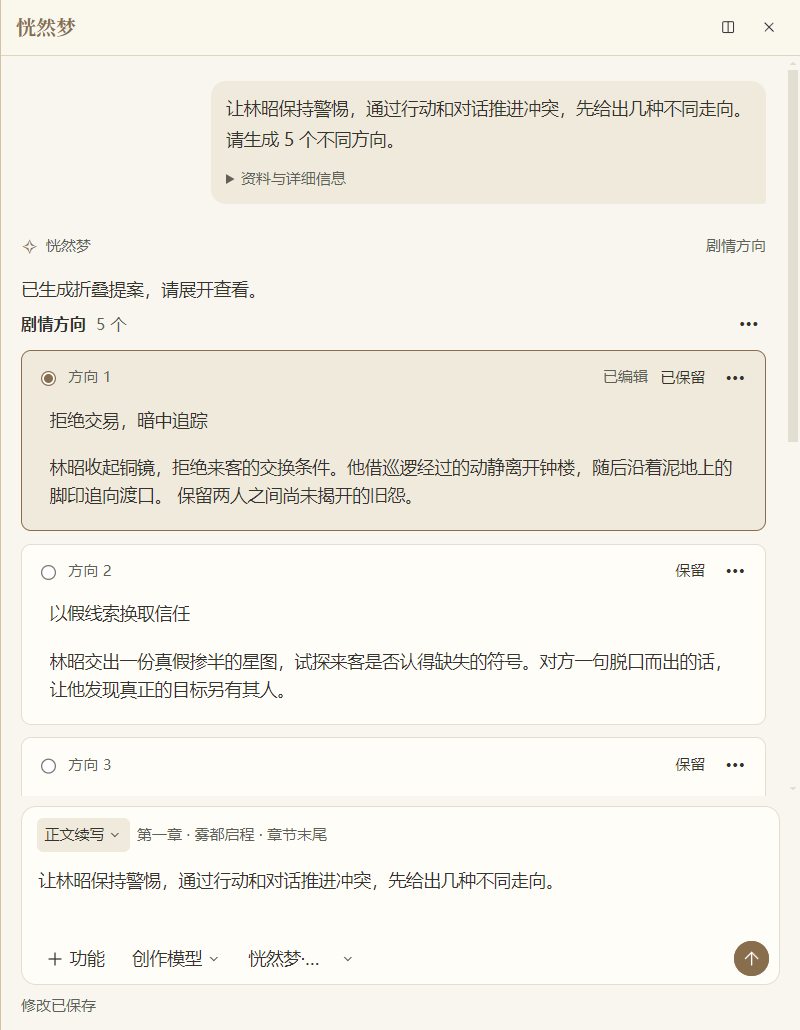 恍然梦
让林昭保持警惕，通过行动和对话推进冲突，先给出几种不同走向。
请生成 5 个不同方向。
▶ 资料与详细信息
恍然梦 剧情方向
已生成折叠提案，请展开查看。
剧情方向 5 个 •••
方向 1 已编辑 已保留 •••
拒绝交易，暗中追踪
林昭收起铜镜，拒绝来客的交换条件。他借巡逻经过的动静离开钟楼，随后沿着泥地上的
脚印追向渡口。 保留两人之间尚未揭开的旧怨。
方向 2 保留 •••
以假线索换取信任
林昭交出一份真假掺半的星图，试探来客是否认得缺失的符号。对方一句脱口而出的话，
让他发现真正的目标另有其人。
方向 3 保留 •••
正文续写 第一章 · 雾都启程 · 章节末尾
让林昭保持警惕，通过行动和对话推进冲突，先给出几种不同走向。
＋ 功能 创作模型 恍然梦·...
修改已保存